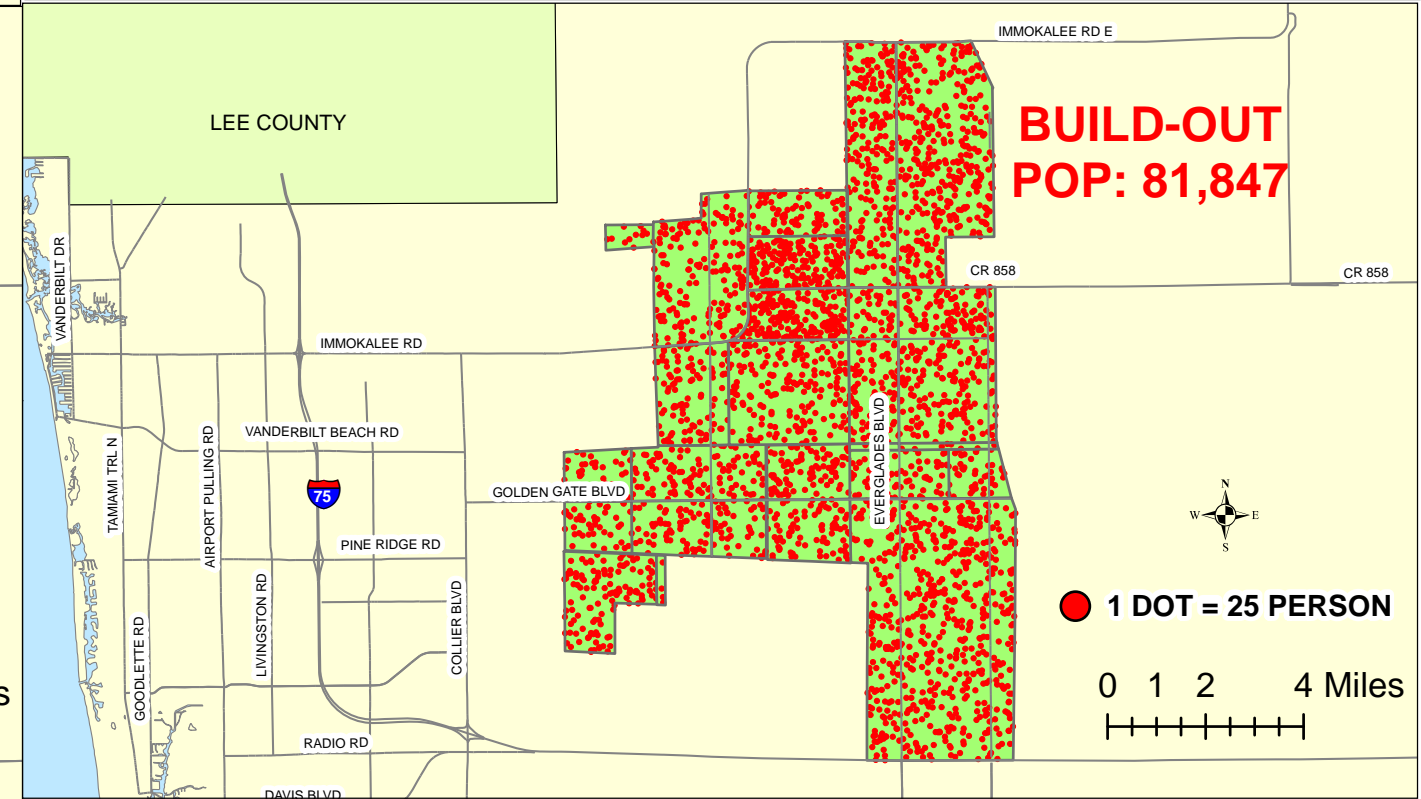 IMMOKALEE RD E
LEE COUNTY
BUILD-OUT
POP: 81,847
VANDERBILT DR
CR 858
CR 858
IMMOKALEE RD
VANDERBILT BEACH RD
TAMIAMI TRL N
AIRPORT PULLING RD
EVERGLADES BLVD
75
GOLDEN GATE BLVD
N
W E
S
PINE RIDGE RD
LIVINGSTON RD
COLLIER BLVD
GOODLETTE RD
1 DOT = 25 PERSON
s
0 1 2 4 Miles
RADIO RD
DAVIS BLVD